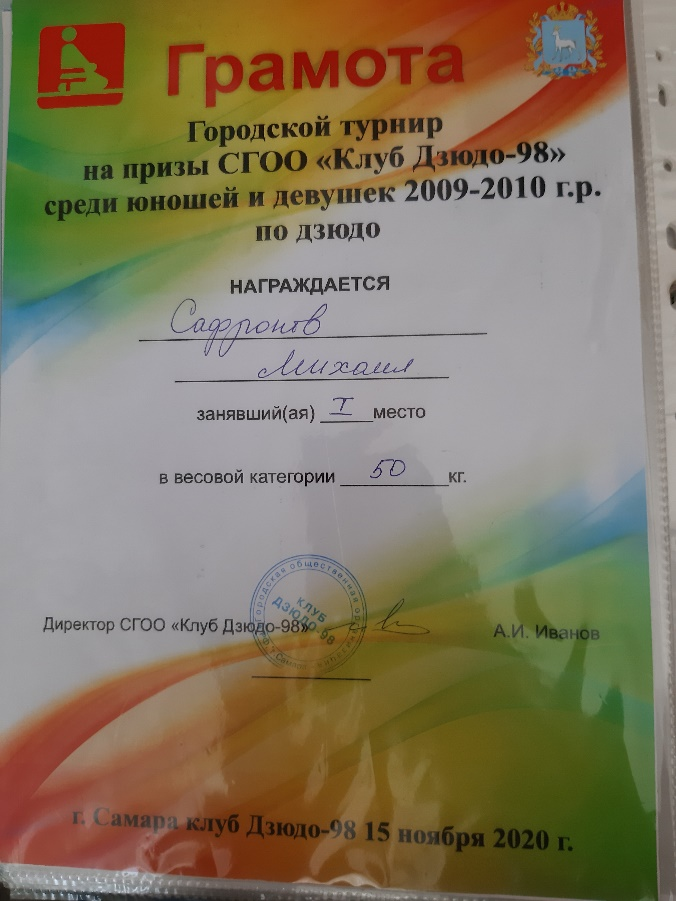 Грамота
Городской турнир
на призы СГОО «Клуб Дзюдо-98»
среди юношей и девушек 2009-2010 г.р.
по дзюдо
НАГРАЖДАЕТСЯ
Сафронов
Михаил
занявший(ая) I место
в весовой категории 50 кг.
Городская общественная
КЛУБ
ДЗЮДО-98
Директор СГОО «Клуб Дзюдо-98» А.И. Иванов
г. Самара клуб Дзюдо-98 15 ноября 2020 г.